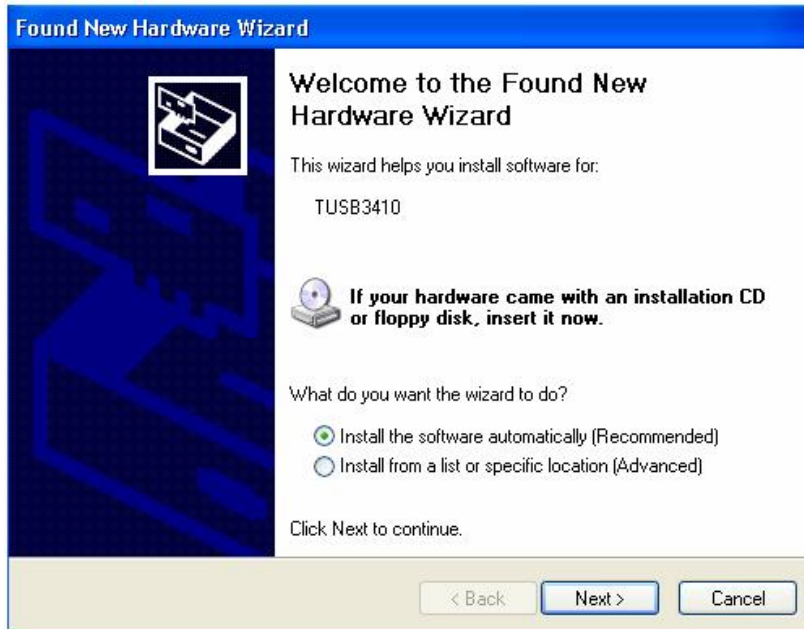 Found New Hardware Wizard
Welcome to the Found New
Hardware Wizard
This wizard helps you install software for:
TUSB3410
If your hardware came with an installation CD
or floppy disk, insert it now.
What do you want the wizard to do?
Install the software automatically (Recommended)
Install from a list or specific location (Advanced)
Click Next to continue.
< Back Next > Cancel